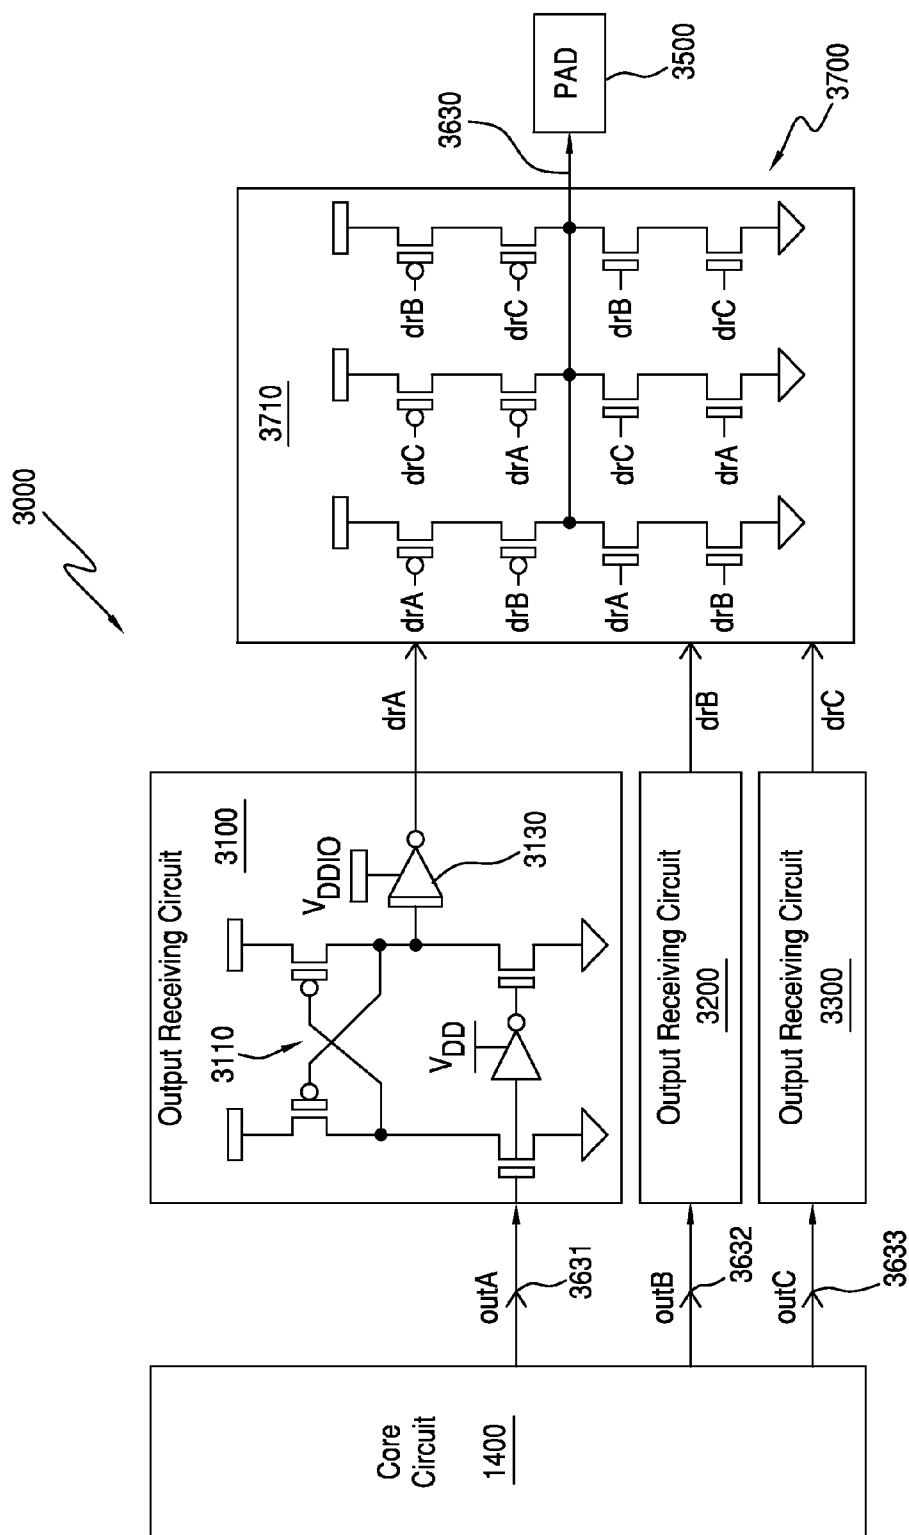 3000
Core
Circuit
1400
outA
3631
outB
3632
outC
3633
Output Receiving Circuit
3100
3110
VDD
VDDIO
3130
Output Receiving Circuit
3200
Output Receiving Circuit
3300
drA
drB
drC
3710
drA
drC
drB
drB
drA
drC
drA
drC
drB
drB
drA
drC
3630
PAD
3500
3700